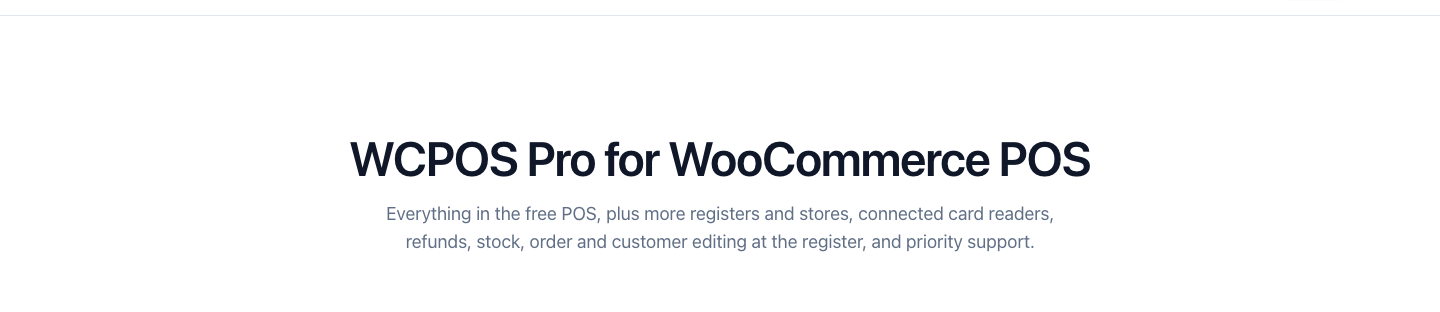 WCPOS Pro for WooCommerce POS
Everything in the free POS, plus more registers and stores, connected card readers,
refunds, stock, order and customer editing at the register, and priority support.